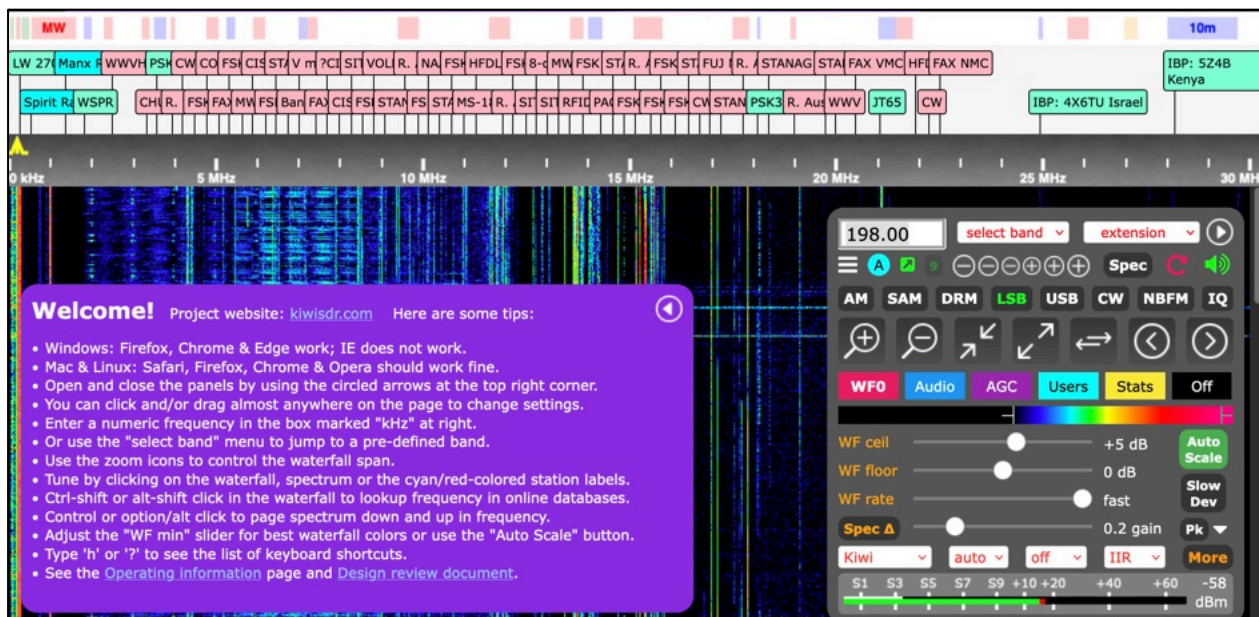 MW 10m
LW 270 Manx R WWVH PSK CW CO FSK CIS STA V m ?CI SIT VOL R. NA FSK HFDL FSK 8-c MW FSK STA R. A FSK ST FUJ R. A STANAG STA FAX VMC HFD FAX NMC IBP: 5Z4B
Kenya
Spirit Ra WSPR CHU R. FSK FAX MW FSK Ban FAX CIS FSK STAN FS STA MS-1 R. SIT SIT RFID PAC FSK FSK FSK CW STAN PSK3 R. Aus WWV JT65 CW IBP: 4X6TU Israel
0 kHz 5 MHz 10 MHz 15 MHz 20 MHz 25 MHz 30 MH
198.00 select band extension
A 9 Spec
AM SAM DRM LSB USB CW NBFM IQ
WF0 Audio AGC Users Stats Off
WF ceil +5 dB Auto
Scale
WF floor 0 dB
WF rate fast Slow
Dev
Spec Δ 0.2 gain Pk
Kiwi auto off IIR More
S1 S3 S5 S7 S9 +10 +20 +40 +60 -58
dBm
Welcome! Project website: kiwisdr.com Here are some tips:
• Windows: Firefox, Chrome & Edge work; IE does not work.
• Mac & Linux: Safari, Firefox, Chrome & Opera should work fine.
• Open and close the panels by using the circled arrows at the top right corner.
• You can click and/or drag almost anywhere on the page to change settings.
• Enter a numeric frequency in the box marked "kHz" at right.
• Or use the "select band" menu to jump to a pre-defined band.
• Use the zoom icons to control the waterfall span.
• Tune by clicking on the waterfall, spectrum or the cyan/red-colored station labels.
• Ctrl-shift or alt-shift click in the waterfall to lookup frequency in online databases.
• Control or option/alt click to page spectrum down and up in frequency.
• Adjust the "WF min" slider for best waterfall colors or use the "Auto Scale" button.
• Type 'h' or '?' to see the list of keyboard shortcuts.
• See the Operating information page and Design review document.